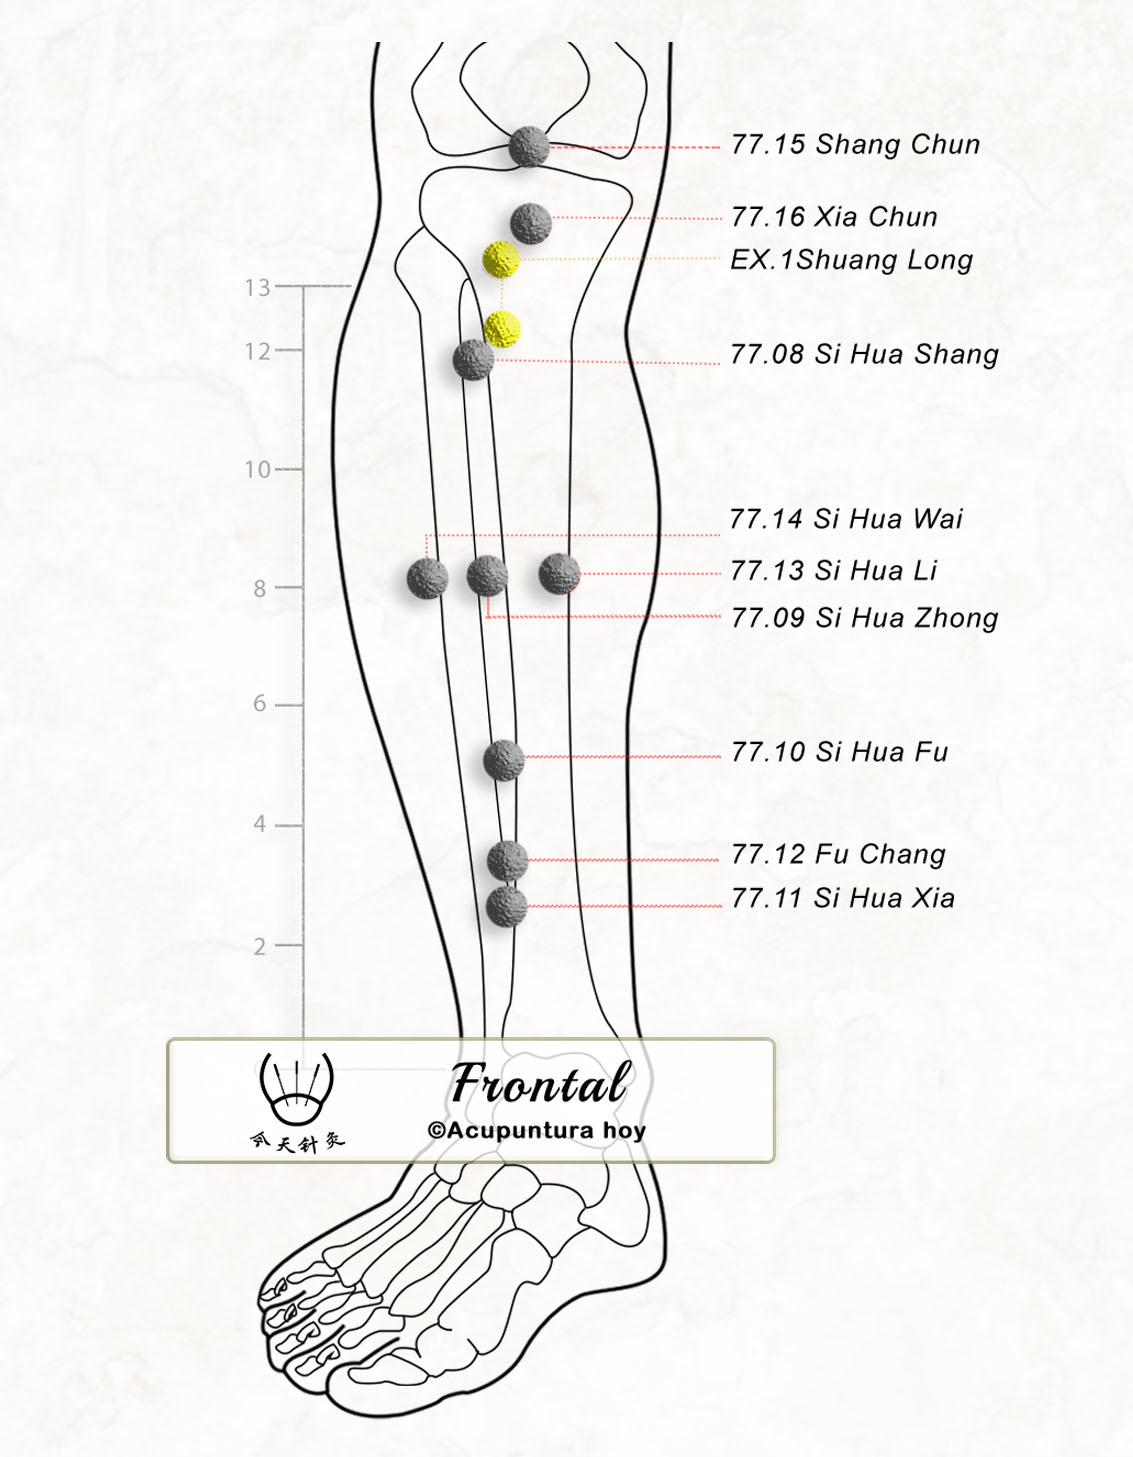 77.15 Shang Chun
77.16 Xia Chun
EX.1Shuang Long
13
12
77.08 Si Hua Shang
10
77.14 Si Hua Wai
77.13 Si Hua Li
8
77.09 Si Hua Zhong
6
77.10 Si Hua Fu
4
77.12 Fu Chang
77.11 Si Hua Xia
2
Frontal
©Acupuntura hoy
天针灸